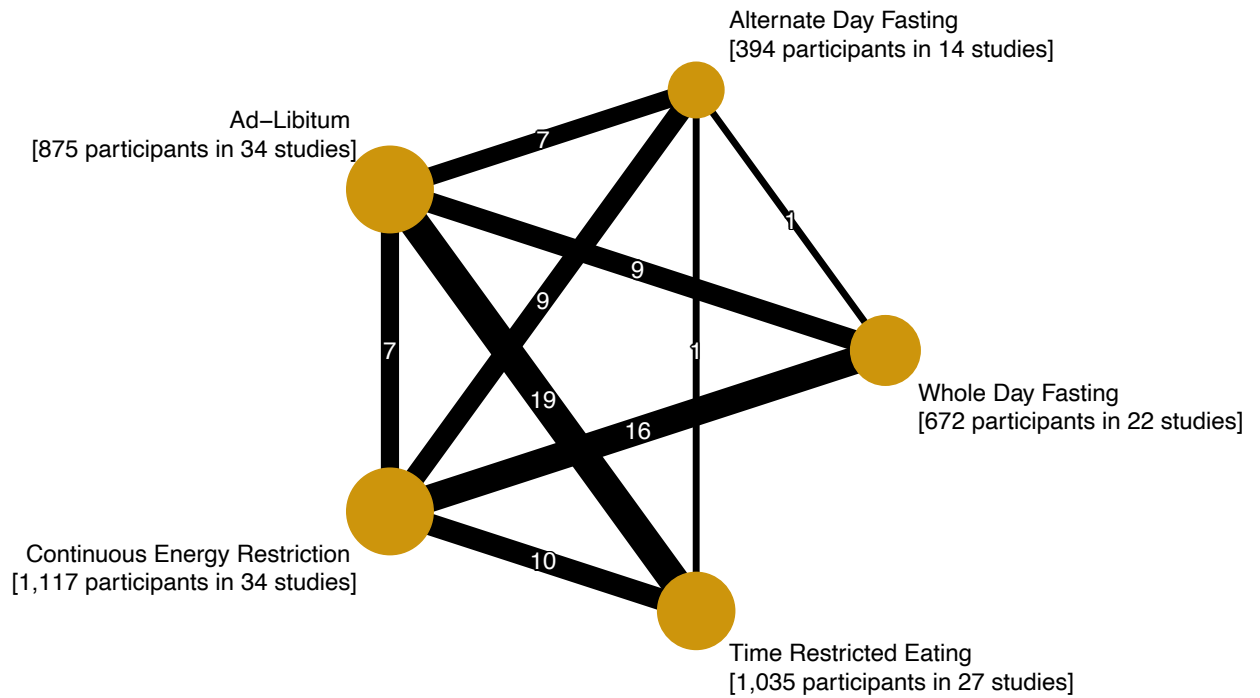 Alternate Day Fasting
[394 participants in 14 studies]
Ad−Libitum
[875 participants in 34 studies]
7
1
9
9
7
1
19
Whole Day Fasting
[672 participants in 22 studies]
16
Continuous Energy Restriction
[1,117 participants in 34 studies]
10
Time Restricted Eating
[1,035 participants in 27 studies]